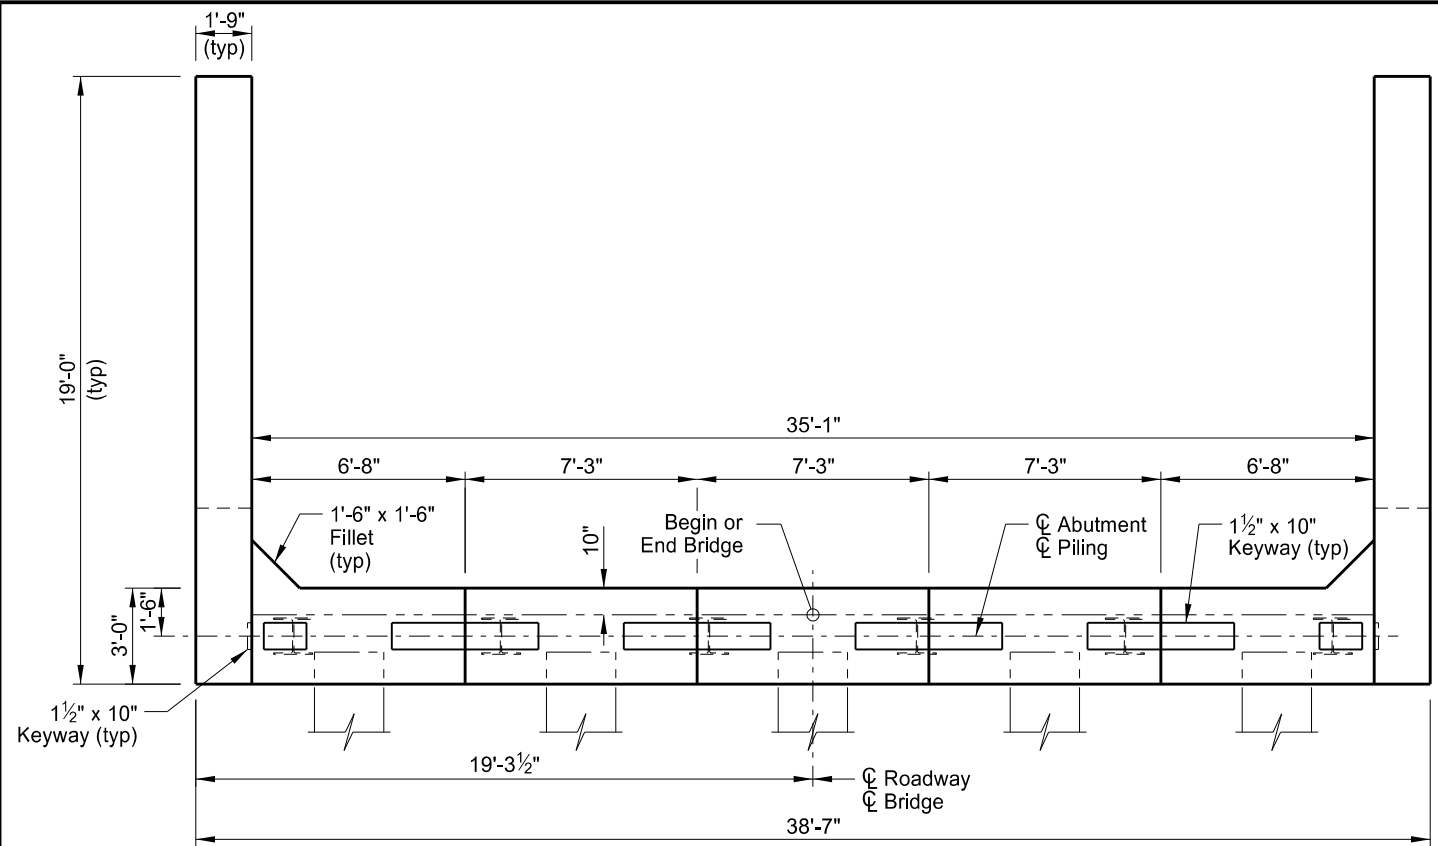 1'-9"
(typ)
19'-0"
(typ)
35'-1"
6'-8"
7'-3"
7'-3"
7'-3"
6'-8"
1'-6" x 1'-6"
Fillet
(typ)
10"
Begin or
End Bridge
℄ Abutment
℄ Piling
1½" x 10"
Keyway (typ)
3'-0"
1'-6"
1½" x 10"
Keyway (typ)
19'-3½"
℄ Roadway
℄ Bridge
38'-7"